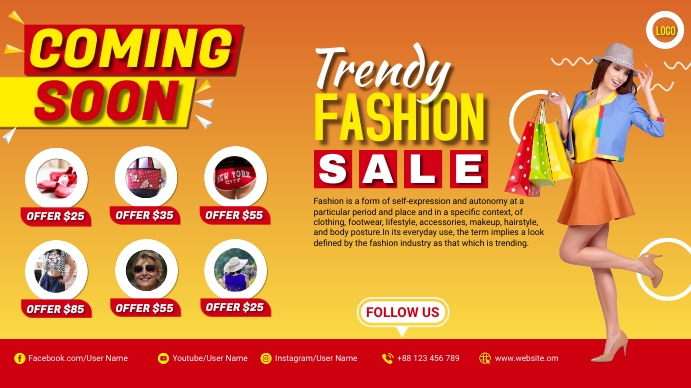 COMING
SOON
LOGO
Trendy
FASHION
SALE
Fashion is a form of self-expression and autonomy at a
particular period and place and in a specific context, of
clothing, footwear, lifestyle, accessories, makeup, hairstyle,
and body posture.In its everyday use, the term implies a look
defined by the fashion industry as that which is trending.
NEW YORK
CITY
OFFER $25
OFFER $35
OFFER $55
OFFER $85
OFFER $55
OFFER $25
FOLLOW US
Facebook.com/User Name
Youtube/User Name
Instagram/User Name
+88 123 456 789
www.website.om